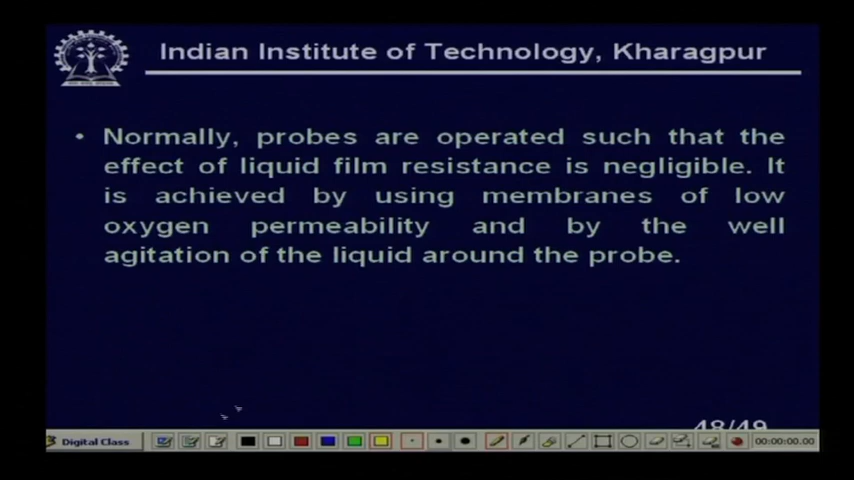 Indian Institute of Technology, Kharagpur
• Normally, probes are operated such that the
effect of liquid film resistance is negligible. It
is achieved by using membranes of low
oxygen permeability and by the well
agitation of the liquid around the probe.
48/49
Digital Class
00:00:00.00